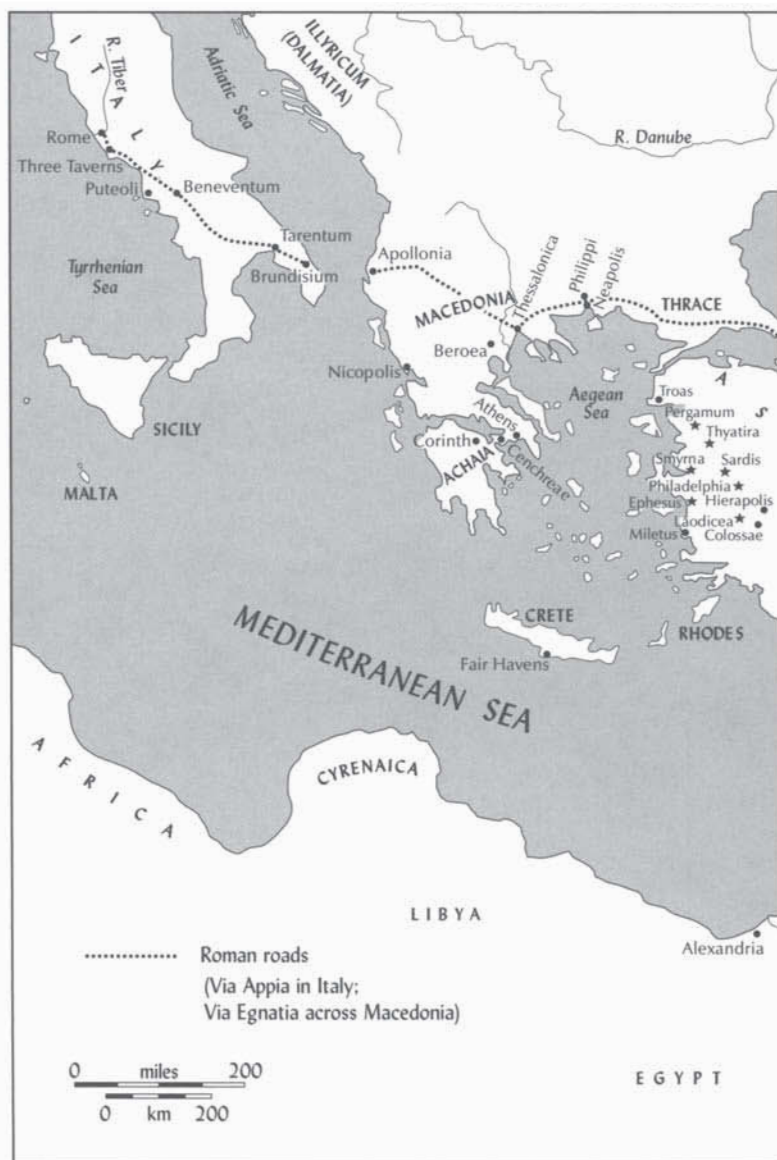 ILLYRICUM
(DALMATIA)
ITALY
R. Tiber
Adriatic Sea
R. Danube
Rome
Three Taverns
Puteoli
Beneventum
Tarentum
Brundisium
Apollonia
Tyrrhenian
Sea
MACEDONIA
Thessalonica
Philippi
Neapolis
THRACE
Beroea
Nicopolis
Aegean
Sea
Troas
A
S
Pergamum
Thyatira
Athens
Corinth
ACHAIA
Cenchreae
SICILY
MALTA
Smyrna
Sardis
Philadelphia
Ephesus
Hierapolis
Laodicea
Miletus
Colossae
CRETE
RHODES
Fair Havens
MEDITERRANEAN SEA
AFRICA
CYRENAICA
LIBYA
Alexandria
Roman roads
(Via Appia in Italy;
Via Egnatia across Macedonia)
0 miles 200
0 km 200
EGYPT